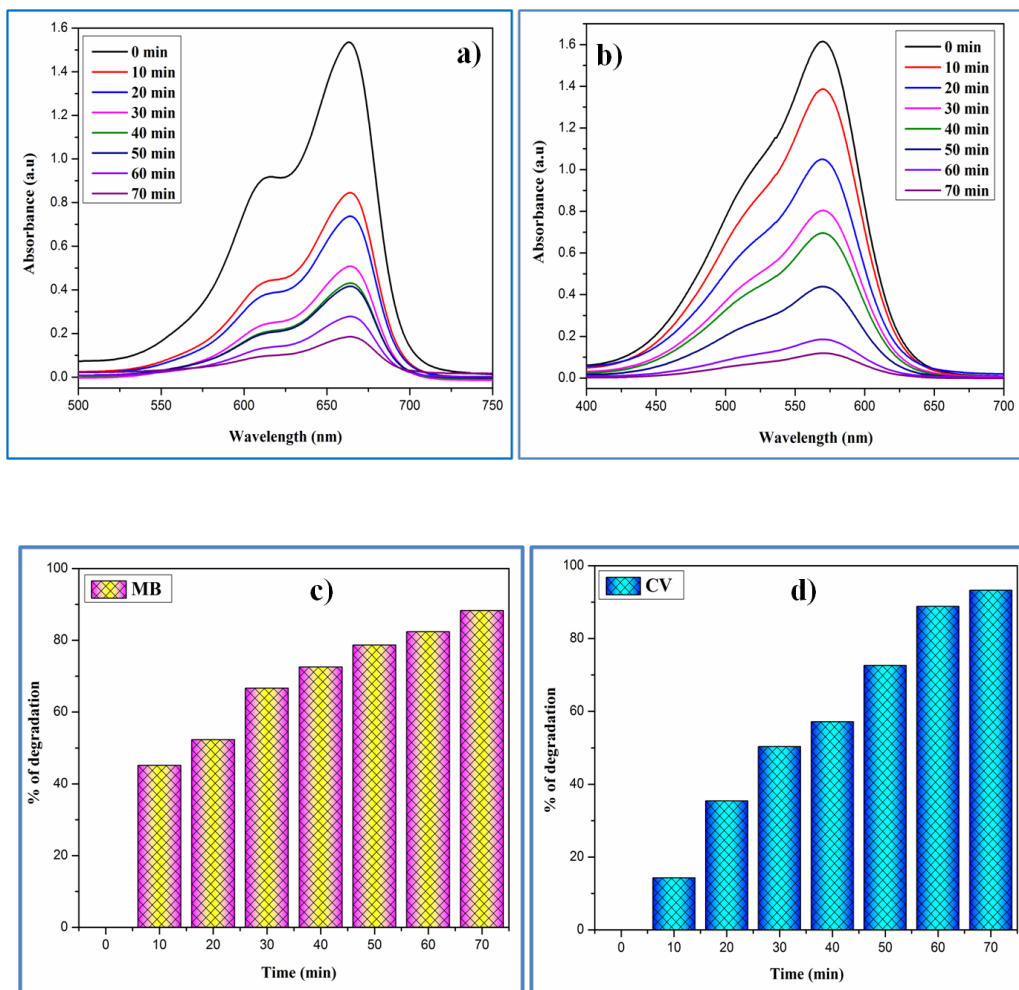 a)
0 min
10 min
20 min
30 min
40 min
50 min
60 min
70 min
1.6
1.4
1.2
1.0
0.8
0.6
0.4
0.2
0.0
Absorbance (a.u)
500 550 600 650 700 750
Wavelength (nm)
b)
0 min
10 min
20 min
30 min
40 min
50 min
60 min
70 min
1.6
1.4
1.2
1.0
0.8
0.6
0.4
0.2
0.0
Absorbance (a.u)
400 450 500 550 600 650 700
Wavelength (nm)
MB
c)
100
80
60
40
20
0
% of degradation
0 10 20 30 40 50 60 70
Time (min)
CV
d)
100
80
60
40
20
0
% of degradation
0 10 20 30 40 50 60 70
Time (min)